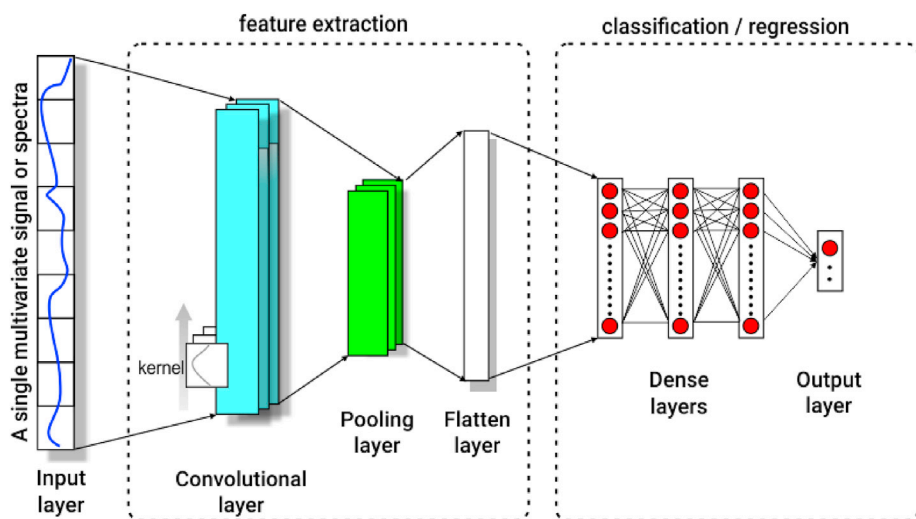 feature extraction
classification / regression
A single multivariate signal or spectra
kernel
Input
layer
Convolutional
layer
Pooling
layer
Flatten
layer
Dense
layers
Output
layer